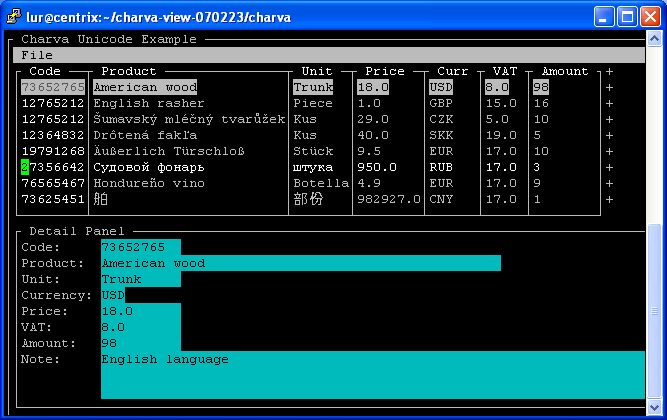 lur@centrix:~/charva-view-070223/charva
Charva Unicode Example
File
Code Product Unit Price Curr VAT Amount +
73652765 American wood Trunk 18.0 USD 8.0 98 +
12765212 English rasher Piece 1.0 GBP 15.0 16 +
12765212 Šumavský mléčný tvarůžek Kus 29.0 CZK 5.0 10 +
12364832 Drôtená fakľa Kus 40.0 SKK 19.0 5 +
19791268 Äußerlich Türschloß Stück 9.5 EUR 17.0 10 +
27356642 Судовой фонарь штука 950.0 RUB 17.0 3 +
76565467 Hondureño vino Botella 4.9 EUR 17.0 9 +
73625451 舶 部份 982927.0 CNY 17.0 1 +
Detail Panel
Code: 73652765
Product: American wood
Unit: Trunk
Currency: USD
Price: 18.0
VAT: 8.0
Amount: 98
Note: English language